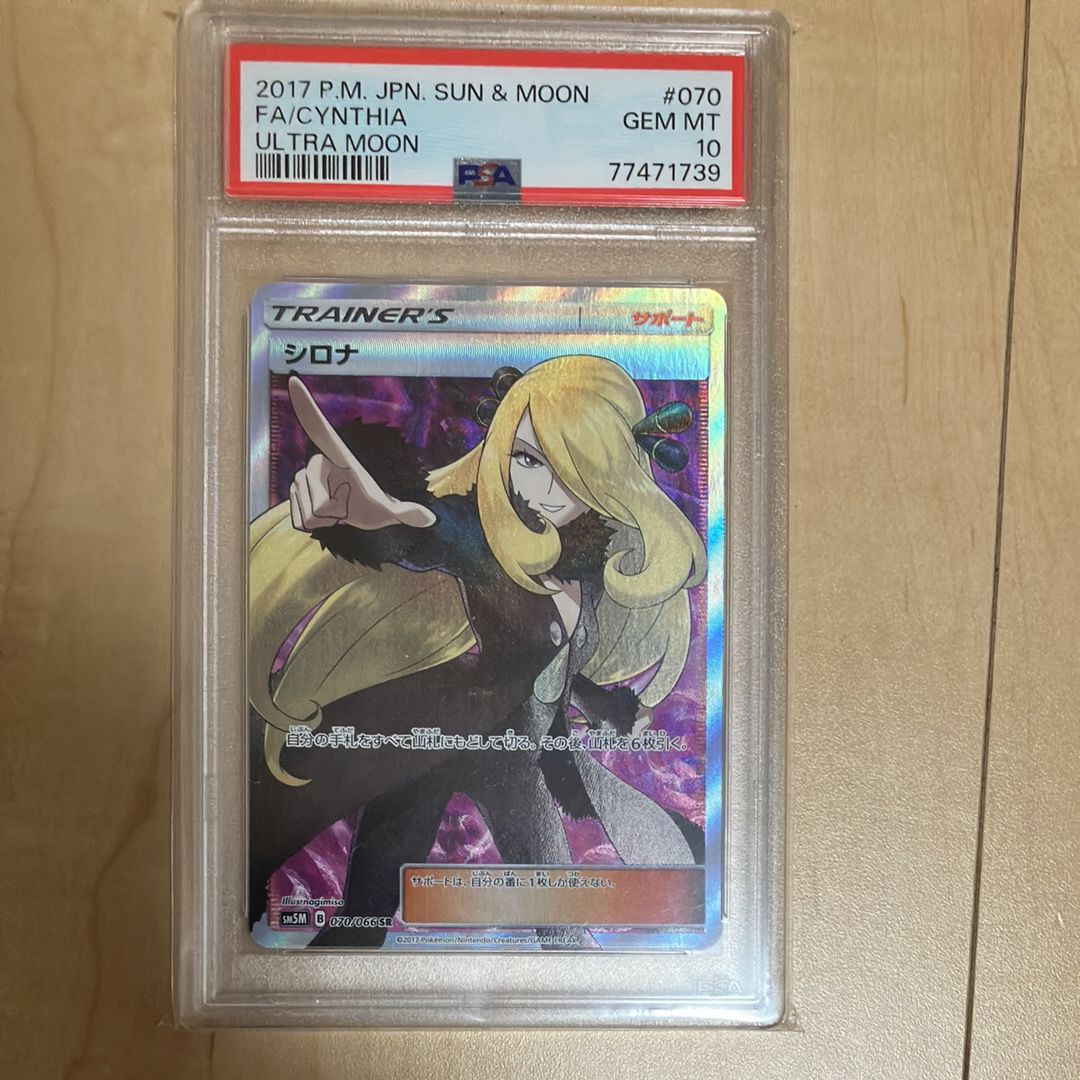 2017 P.M. JPN. SUN & MOON #070
FA/CYNTHIA GEM MT
ULTRA MOON 10
PSA 77471739
TRAINER'S サポート
シロナ
自分の手札をすべて山札にもどして切る。その後、山札を6枚引く。
サポートは、自分の番に1枚しか使えない。
Illus.nagimiso
SM5M B 070/066 SR
©2017 Pokémon/Nintendo/Creatures/GAME FREAK.
PSA